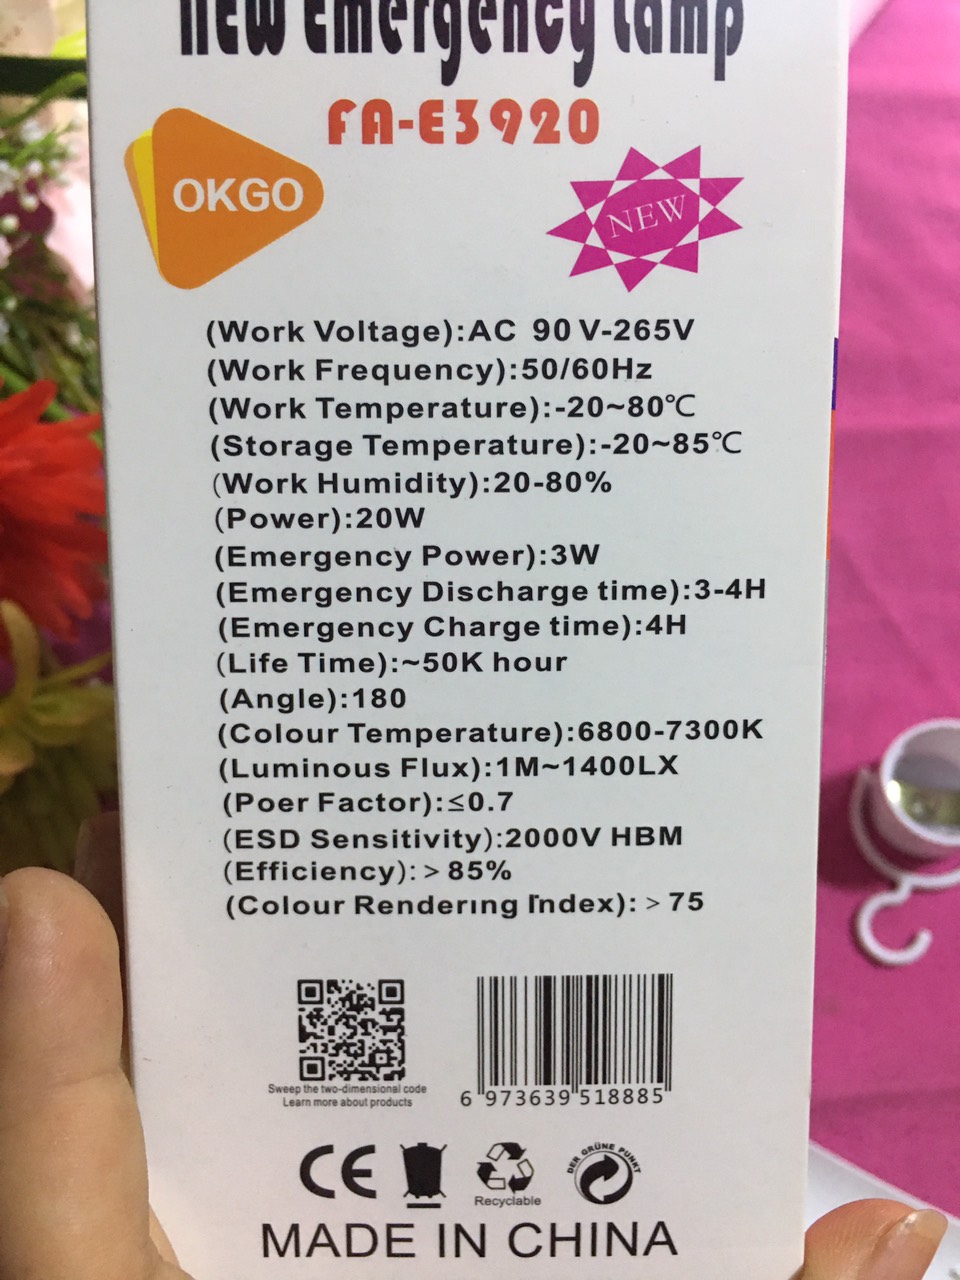 NEW Emergency Lamp
FA-E3920
OKGO
NEW
(Work Voltage):AC 90 V-265V
(Work Frequency):50/60Hz
(Work Temperature):-20~80℃
(Storage Temperature):-20~85℃
(Work Humidity):20-80%
(Power):20W
(Emergency Power):3W
(Emergency Discharge time):3-4H
(Emergency Charge time):4H
(Life Time):~50K hour
(Angle):180
(Colour Temperature):6800-7300K
(Luminous Flux):1M~1400LX
(Poer Factor):≤0.7
(ESD Sensitivity):2000V HBM
(Efficiency):>85%
(Colour Rendering Index):>75
Sweep the two-dimensional code
Learn more about products
6 973639 518885
CE
Recyclable
DER GRÜNE PUNKT
MADE IN CHINA